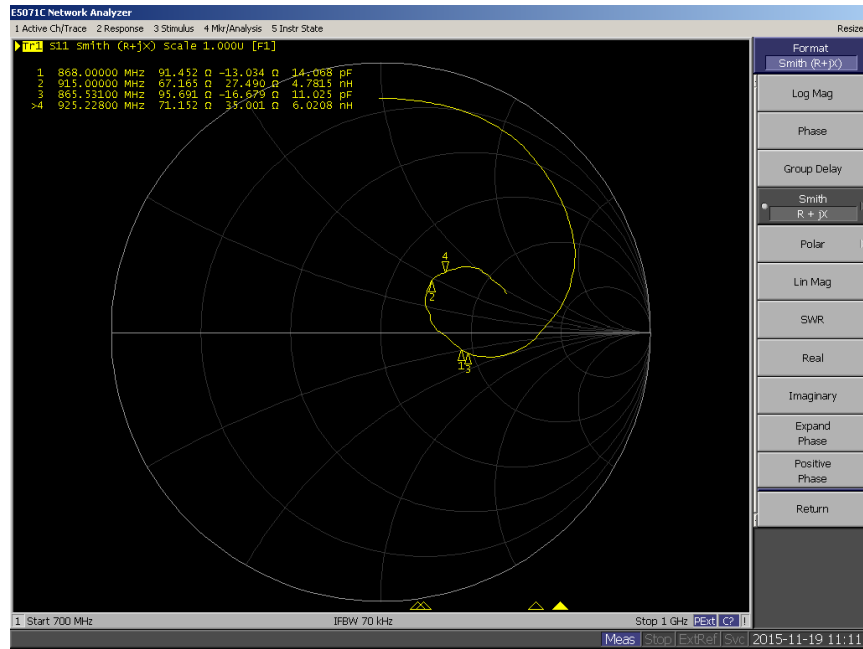 E5071C Network Analyzer
1 Active Ch/Trace 2 Response 3 Stimulus 4 Mkr/Analysis 5 Instr State
Resize
Tr1 S11 Smith (R+jX) Scale 1.000U [F1]
1 868.00000 MHz 91.452 Ω -13.034 Ω 14.068 pF
2 915.00000 MHz 67.165 Ω 27.490 Ω 4.7815 nH
3 865.53100 MHz 95.691 Ω -16.679 Ω 11.025 pF
>4 925.22800 MHz 71.152 Ω 35.001 Ω 6.0208 nH
4
2
1
3
Format
Smith (R+jX)
Log Mag
Phase
Group Delay
Smith
R + jX
Polar
Lin Mag
SWR
Real
Imaginary
Expand
Phase
Positive
Phase
Return
1 Start 700 MHz
IFBW 70 kHz
Stop 1 GHz PExt C? !
Meas Stop ExtRef Svc 2015-11-19 11:11